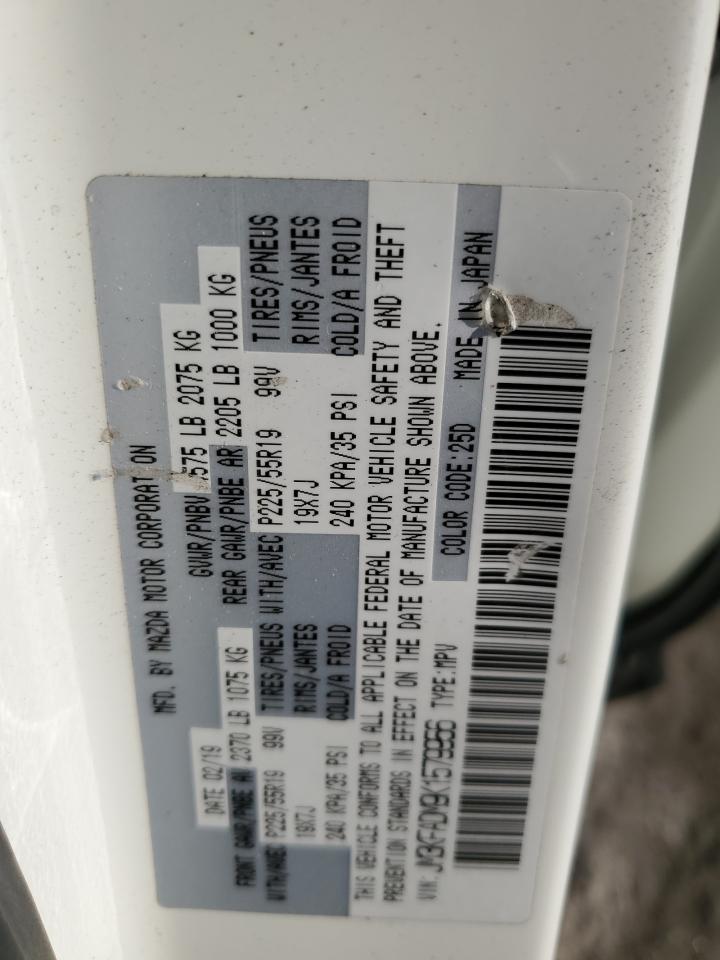 MFD. BY MAZDA MOTOR CORPORATION
DATE 02/19 GVWR/PNBV 575 LB 2075 KG
FRONT GAWR/PNBE 2370 LB 1075 KG REAR GAWR/PNBE AR 2205 LB 1000 KG
WITH/AVEC P225/55R19 99V TIRES/PNEUS WITH/AVEC P225/55R19 99V TIRES/PNEUS
19X7J RIMS/JANTES 19X7J RIMS/JANTES
240 KPA/35 PSI COLD/A FROID 240 KPA/35 PSI COLD/A FROID
THIS VEHICLE CONFORMS TO ALL APPLICABLE FEDERAL MOTOR VEHICLE SAFETY AND THEFT
PREVENTION STANDARDS IN EFFECT ON THE DATE OF MANUFACTURE SHOWN ABOVE.
VIN: TYPE:MPV COLOR CODE:25D MADE IN JAPAN